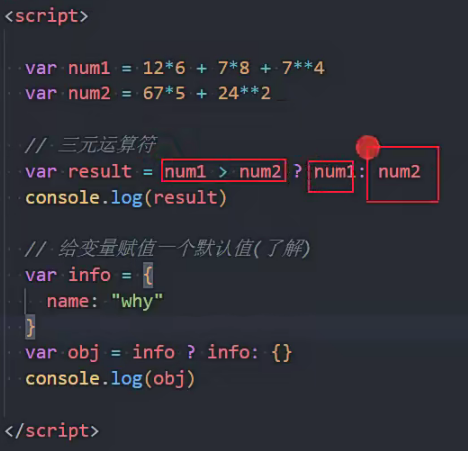 <script>
var num1 = 12*6 + 7*8 + 7**4
var num2 = 67*5 + 24**2
// 三元运算符
var result = num1 > num2 ? num1: num2
console.log(result)
// 给变量赋值一个默认值(了解)
var info = {
name: "why"
}
var obj = info ? info: {}
console.log(obj)
</script>